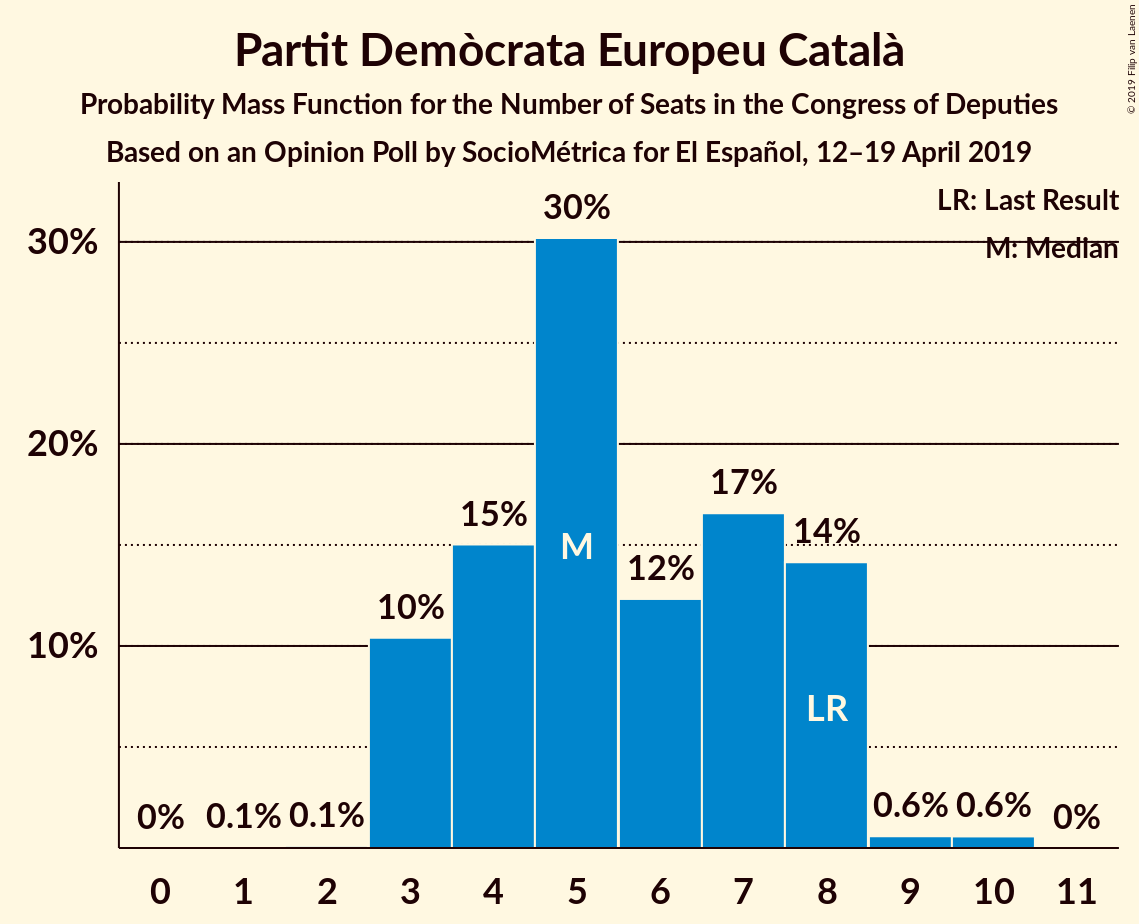 Partit Demòcrata Europeu Català
Probability Mass Function for the Number of Seats in the Congress of Deputies
Based on an Opinion Poll by SocioMétrica for El Español, 12–19 April 2019
© 2019 Filip van Laenen
LR: Last Result
M: Median
30%
20%
10%
0%
0.1%
0.1%
10%
15%
30%
M
12%
17%
14%
LR
0.6%
0.6%
0%
0 1 2 3 4 5 6 7 8 9 10 11